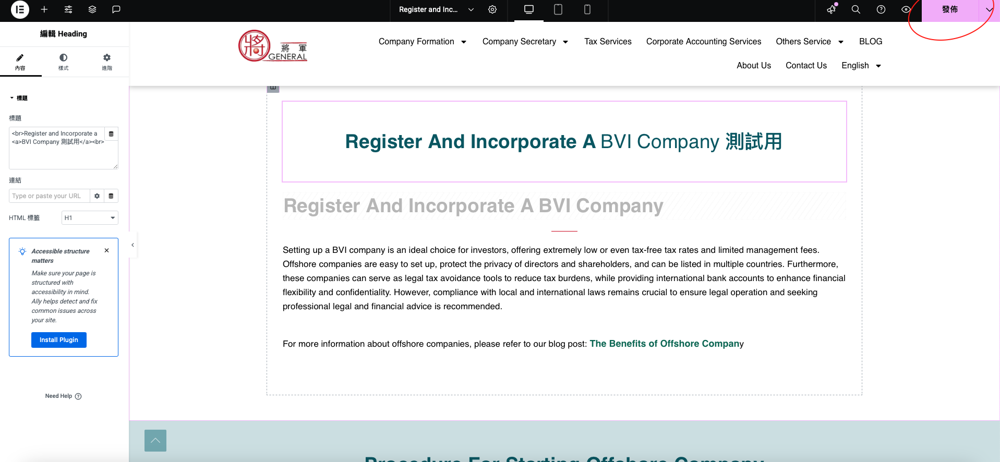 Register and Inc...
發佈
編輯 Heading
內容
樣式
進階
標題
標題
<br>Register and Incorporate a
<a>BVI Company 測試用</a><br>
連結
Type or paste your URL
HTML 標籤
H1
Accessible structure
matters
Make sure your page is
structured with
accessibility in mind.
Ally helps detect and fix
common issues across
your site.
Install Plugin
Need Help
將
將軍
GENERAL
Company Formation
Company Secretary
Tax Services
Corporate Accounting Services
Others Service
BLOG
About Us
Contact Us
English
Register And Incorporate A BVI Company 測試用
Register And Incorporate A BVI Company
Setting up a BVI company is an ideal choice for investors, offering extremely low or even tax-free tax rates and limited management fees.
Offshore companies are easy to set up, protect the privacy of directors and shareholders, and can be listed in multiple countries. Furthermore,
these companies can serve as legal tax avoidance tools to reduce tax burdens, while providing international bank accounts to enhance financial
flexibility and confidentiality. However, compliance with local and international laws remains crucial to ensure legal operation and seeking
professional legal and financial advice is recommended.
For more information about offshore companies, please refer to our blog post: The Benefits of Offshore Company
Procedure For Starting Offshore Company